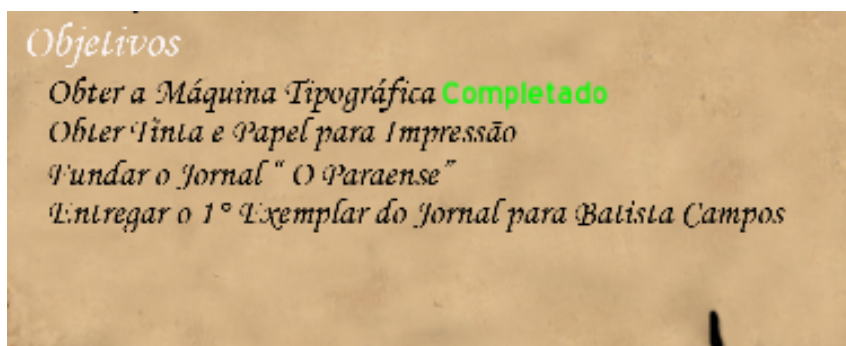 Objetivos
Obter a Máquina Tipográfica Completado
Obter Tinta e Papel para Impressão
Fundar o Jornal “ O Paraense”
Entregar o 1° Exemplar do Jornal para Batista Campos